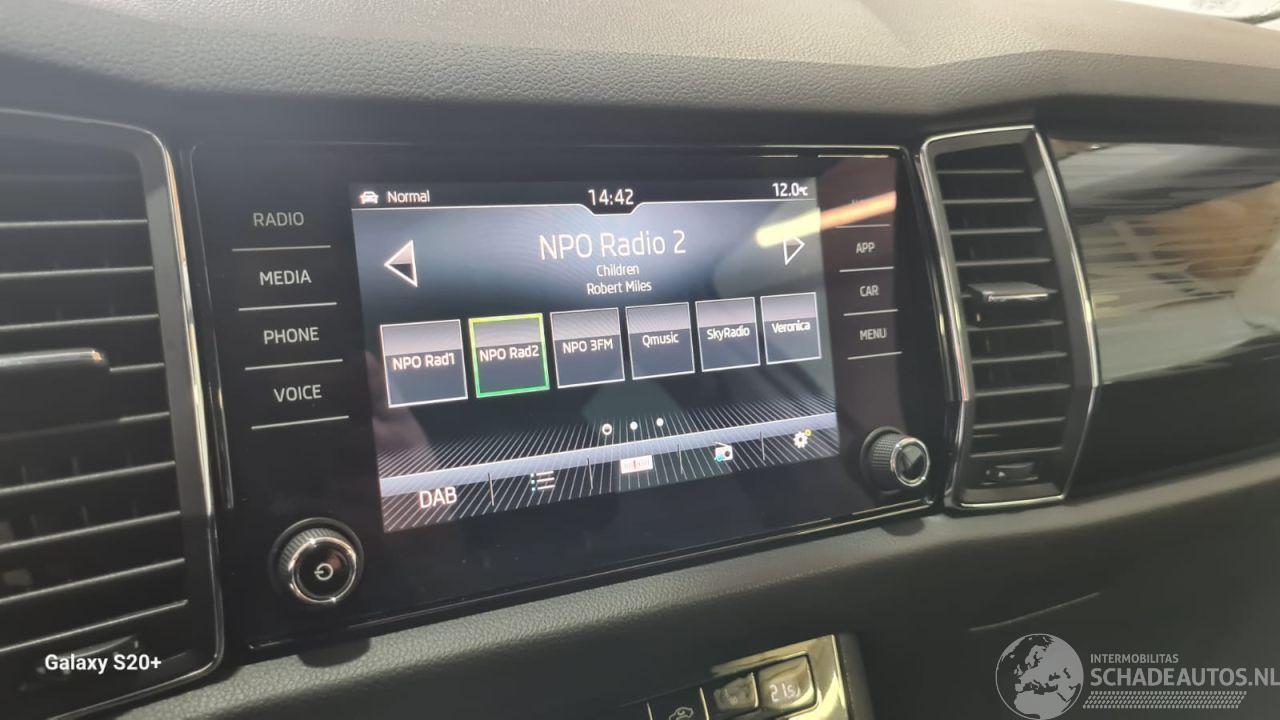 RADIO
MEDIA
PHONE
VOICE
Normal
14:42
12.0°C
NPO Radio 2
Children
Robert Miles
NPO Rad1
NPO Rad2
NPO 3FM
Qmusic
SkyRadio
Veronica
DAB
APP
CAR
MENU
Galaxy S20+
INTERMOBILITAS
SCHADEAUTOS.NL